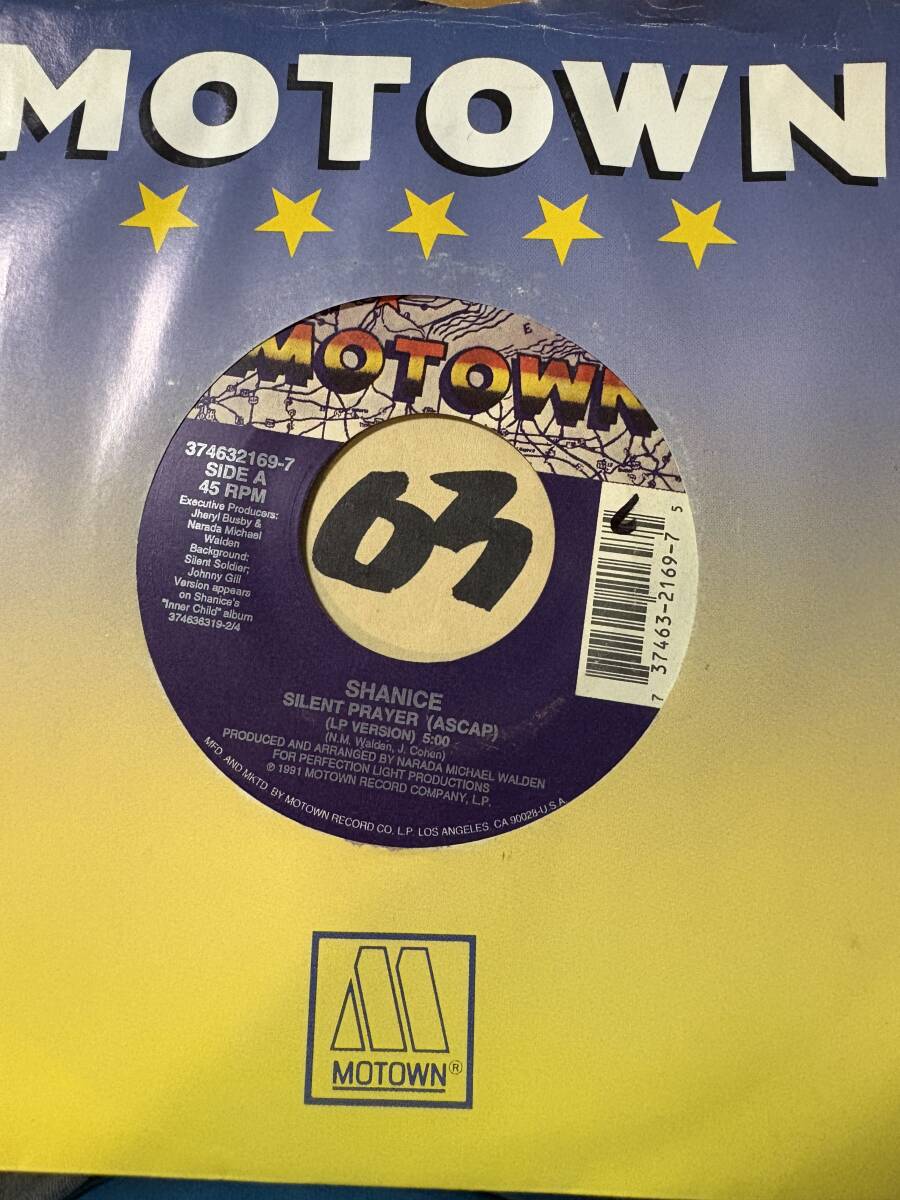 MOTOWN
MOTOWN
374632169-7
SIDE A
45 RPM
Executive Producers:
Jheryl Busby &
Narada Michael
Walden
Background:
Silent Soldier;
Johnny Gill
Version appears
on Shanice's
"Inner Child" album
374636319-2/4
63
6
7 37463-2169-7 5
SHANICE
SILENT PRAYER (ASCAP)
(LP VERSION) 5:00
(N.M. Walden, J. Cohen)
PRODUCED AND ARRANGED BY NARADA MICHAEL WALDEN
FOR PERFECTION LIGHT PRODUCTIONS
℗ 1991 MOTOWN RECORD COMPANY, L.P.
MFD. AND MKTD. BY MOTOWN RECORD CO. L.P. LOS ANGELES, CA 90028-U.S.A.
M
MOTOWN®